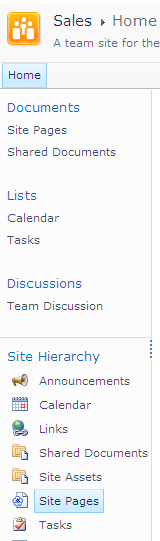 Sales ▸ Home
A team site for the
Home
Documents
Site Pages
Shared Documents
Lists
Calendar
Tasks
Discussions
Team Discussion
Site Hierarchy
Announcements
Calendar
Links
Shared Documents
Site Assets
Site Pages
Tasks